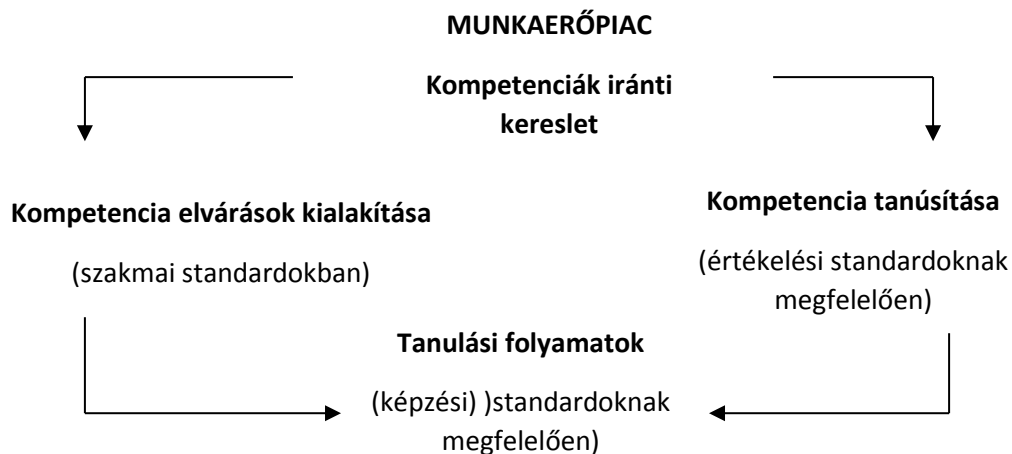 MUNKAERŐPIAC
Kompetenciák iránti
kereslet
Kompetencia elvárások kialakítása
(szakmai standardokban)
Kompetencia tanúsítása
(értékelési standardoknak
megfelelően)
Tanulási folyamatok
(képzési) )standardoknak
megfelelően)